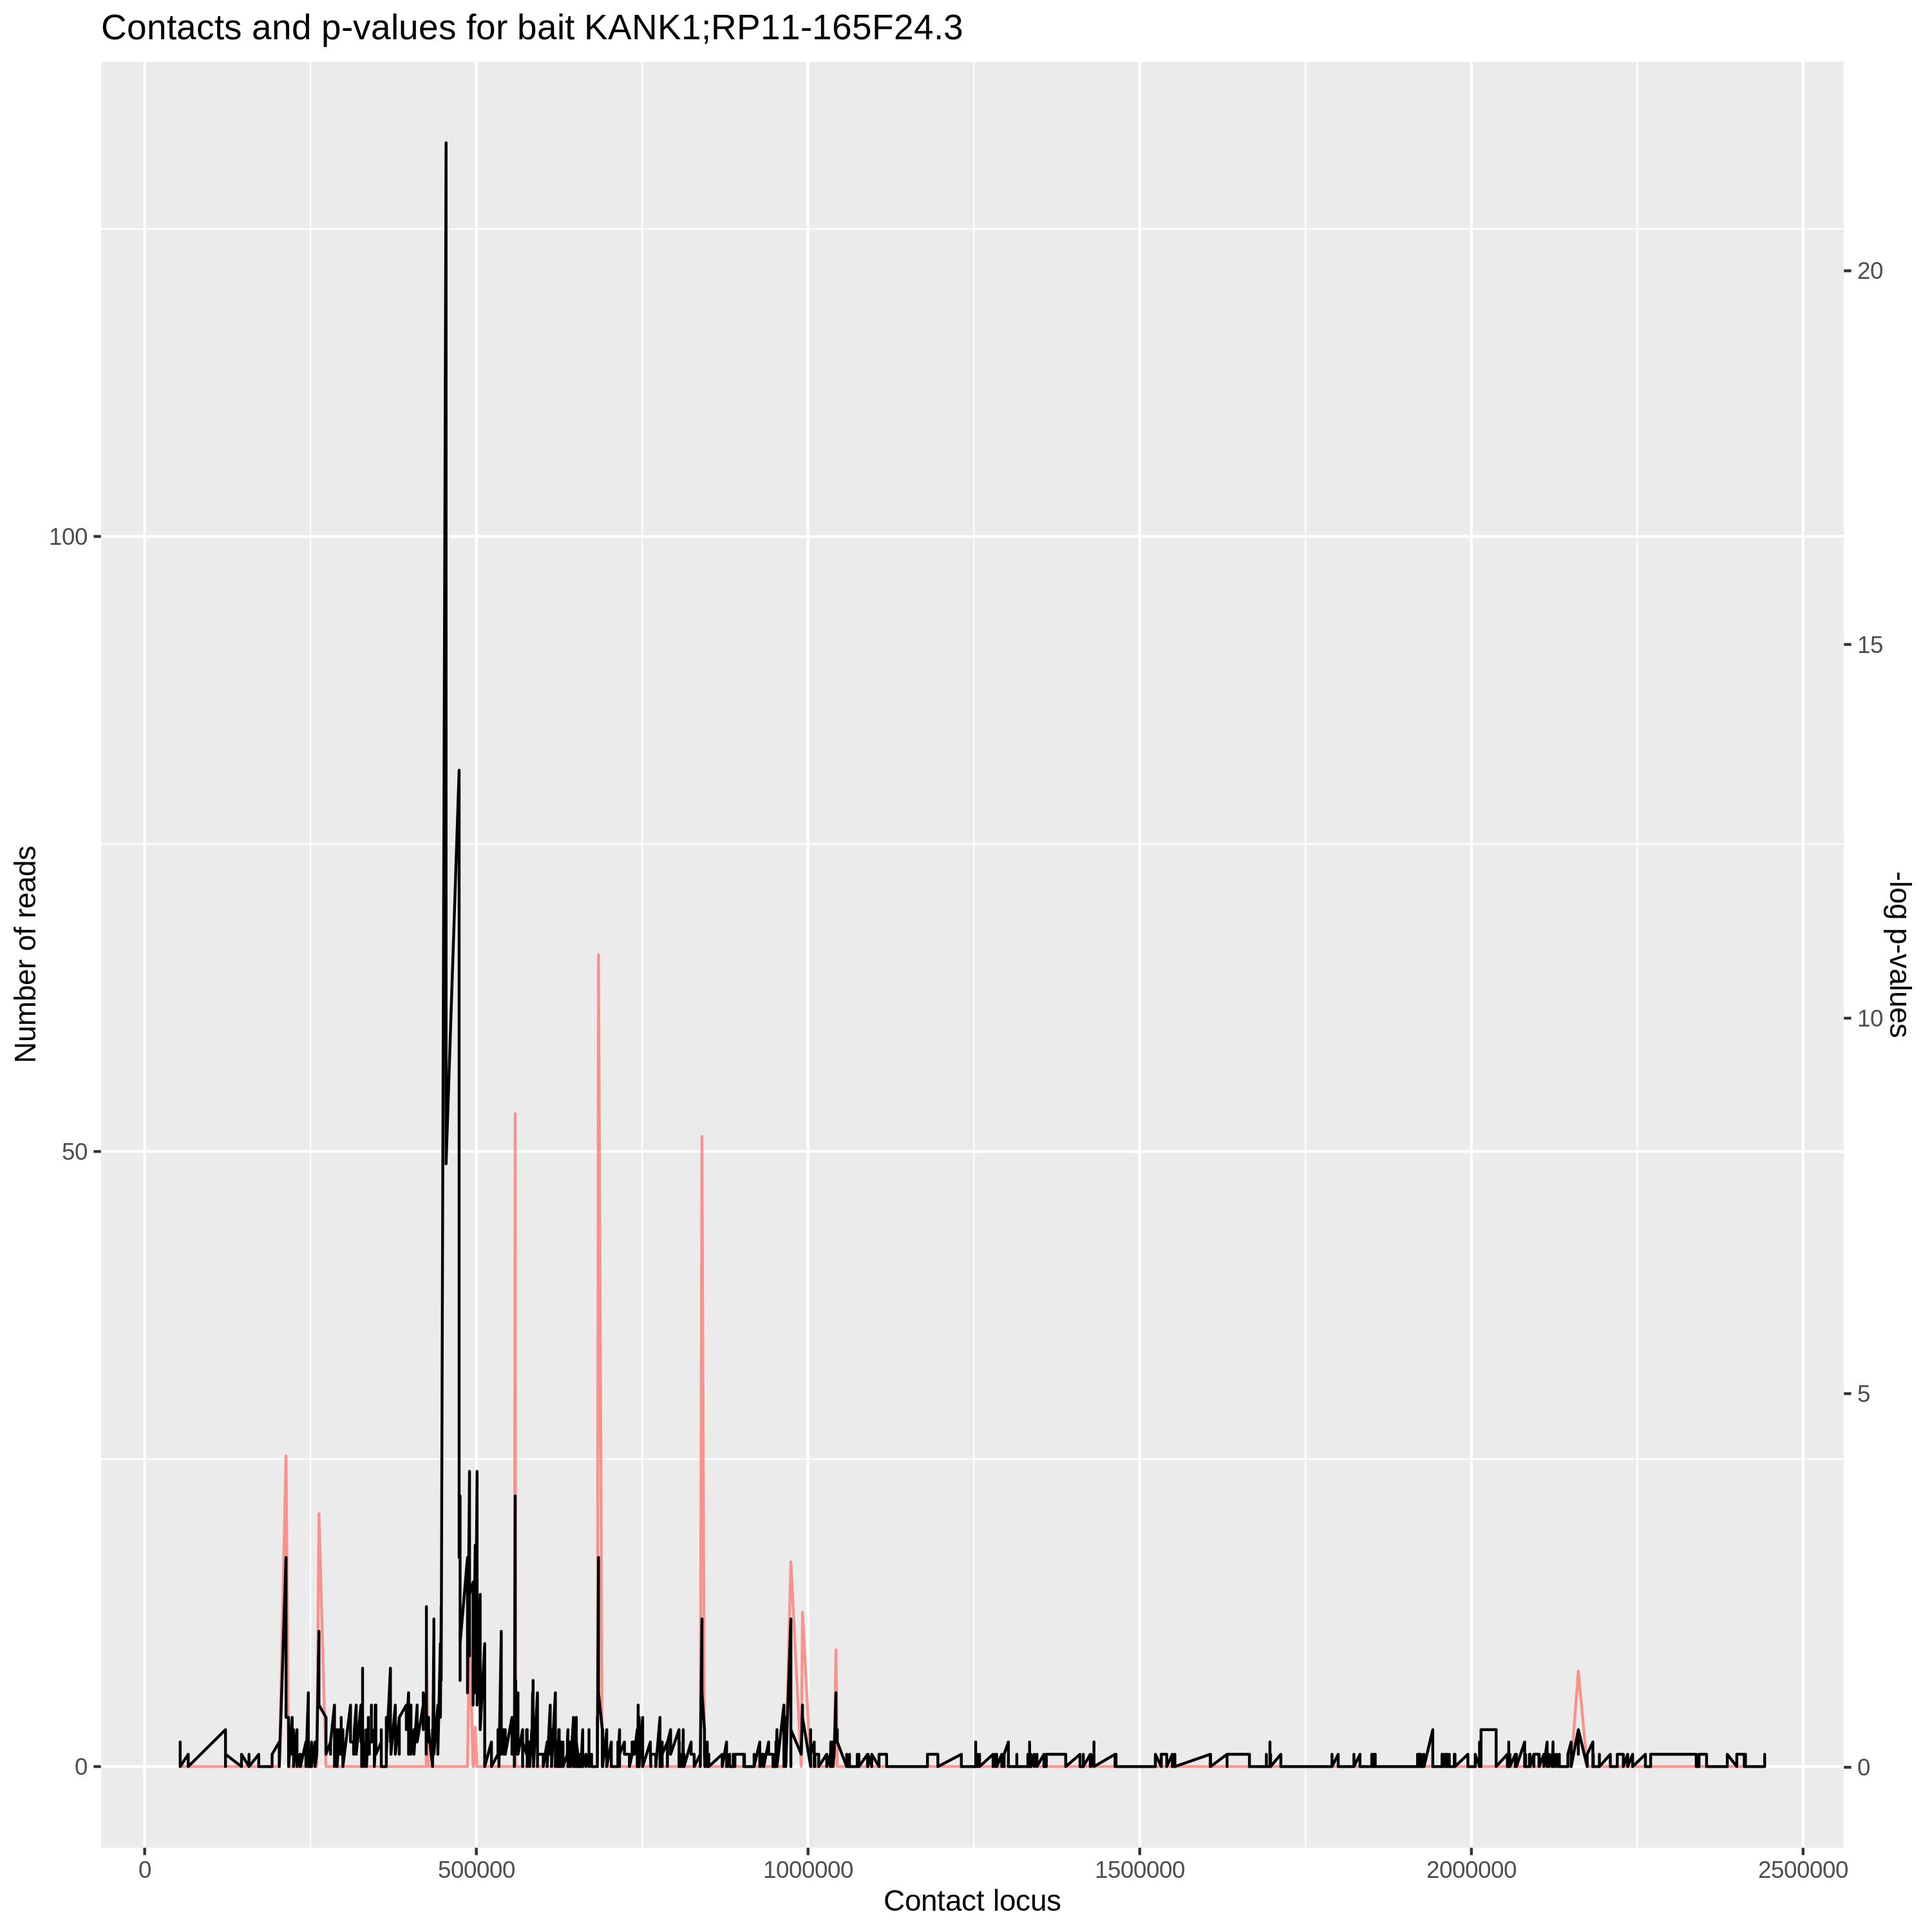 Contacts and p-values for bait KANK1;RP11-165F24.3
Number of reads
100
50
0
20
15
10
5
0
-log p-values
0 500000 1000000 1500000 2000000 2500000
Contact locus